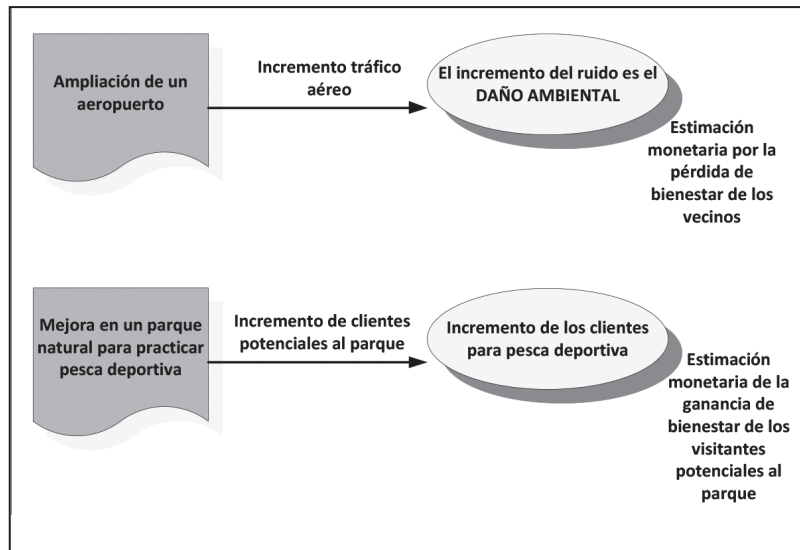 Ampliación de un
aeropuerto
Incremento tráfico
aéreo
El incremento del ruido es el
DAÑO AMBIENTAL
Estimación
monetaria por la
pérdida de
bienestar de los
vecinos
Mejora en un parque
natural para practicar
pesca deportiva
Incremento de clientes
potenciales al parque
Incremento de los clientes
para pesca deportiva
Estimación
monetaria de la
ganancia de
bienestar de los
visitantes
potenciales al
parque